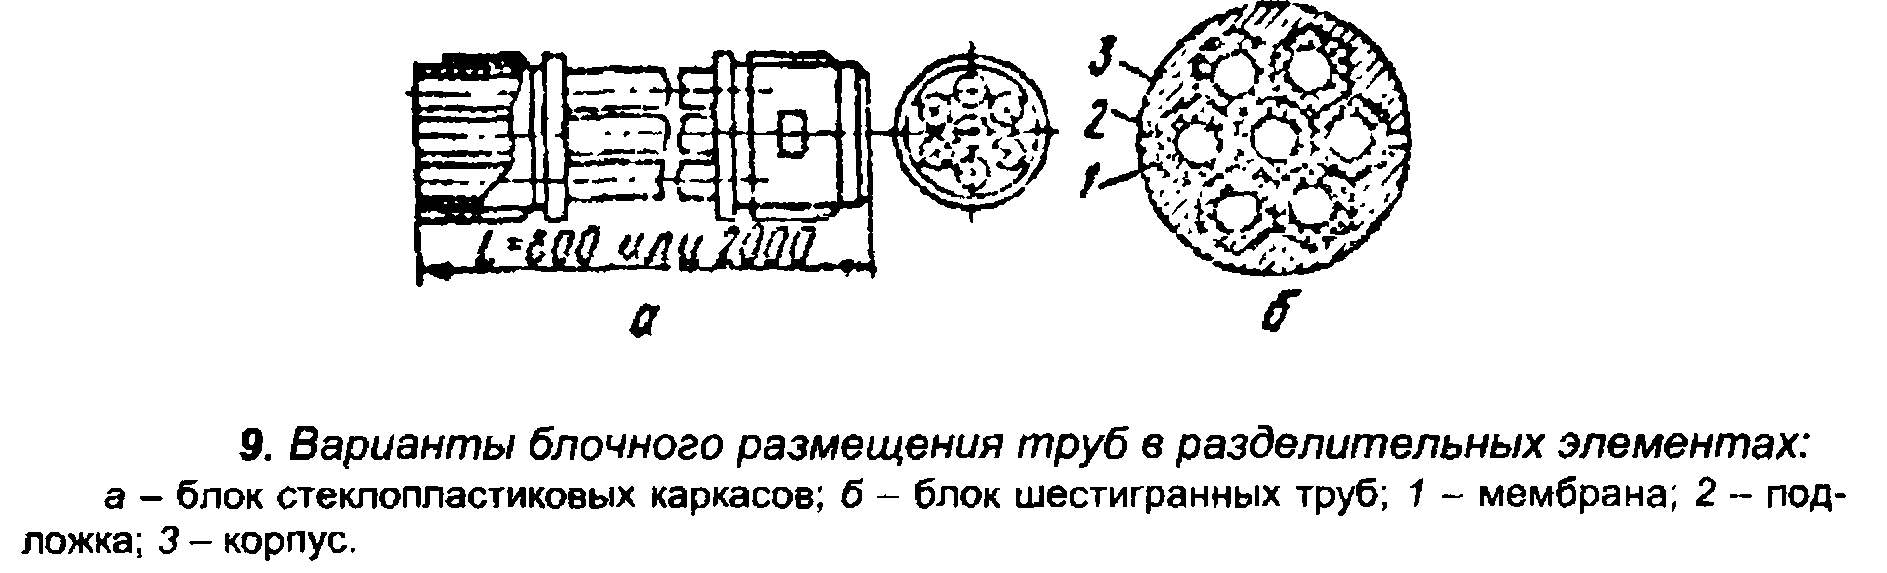 3
2
1
L=800 или 2000
а
б
9. Варианты блочного размещения труб в разделительных элементах:
а – блок стеклопластиковых каркасов; б – блок шестигранных труб; 1 – мембрана; 2 – под-
ложка; 3 – корпус.